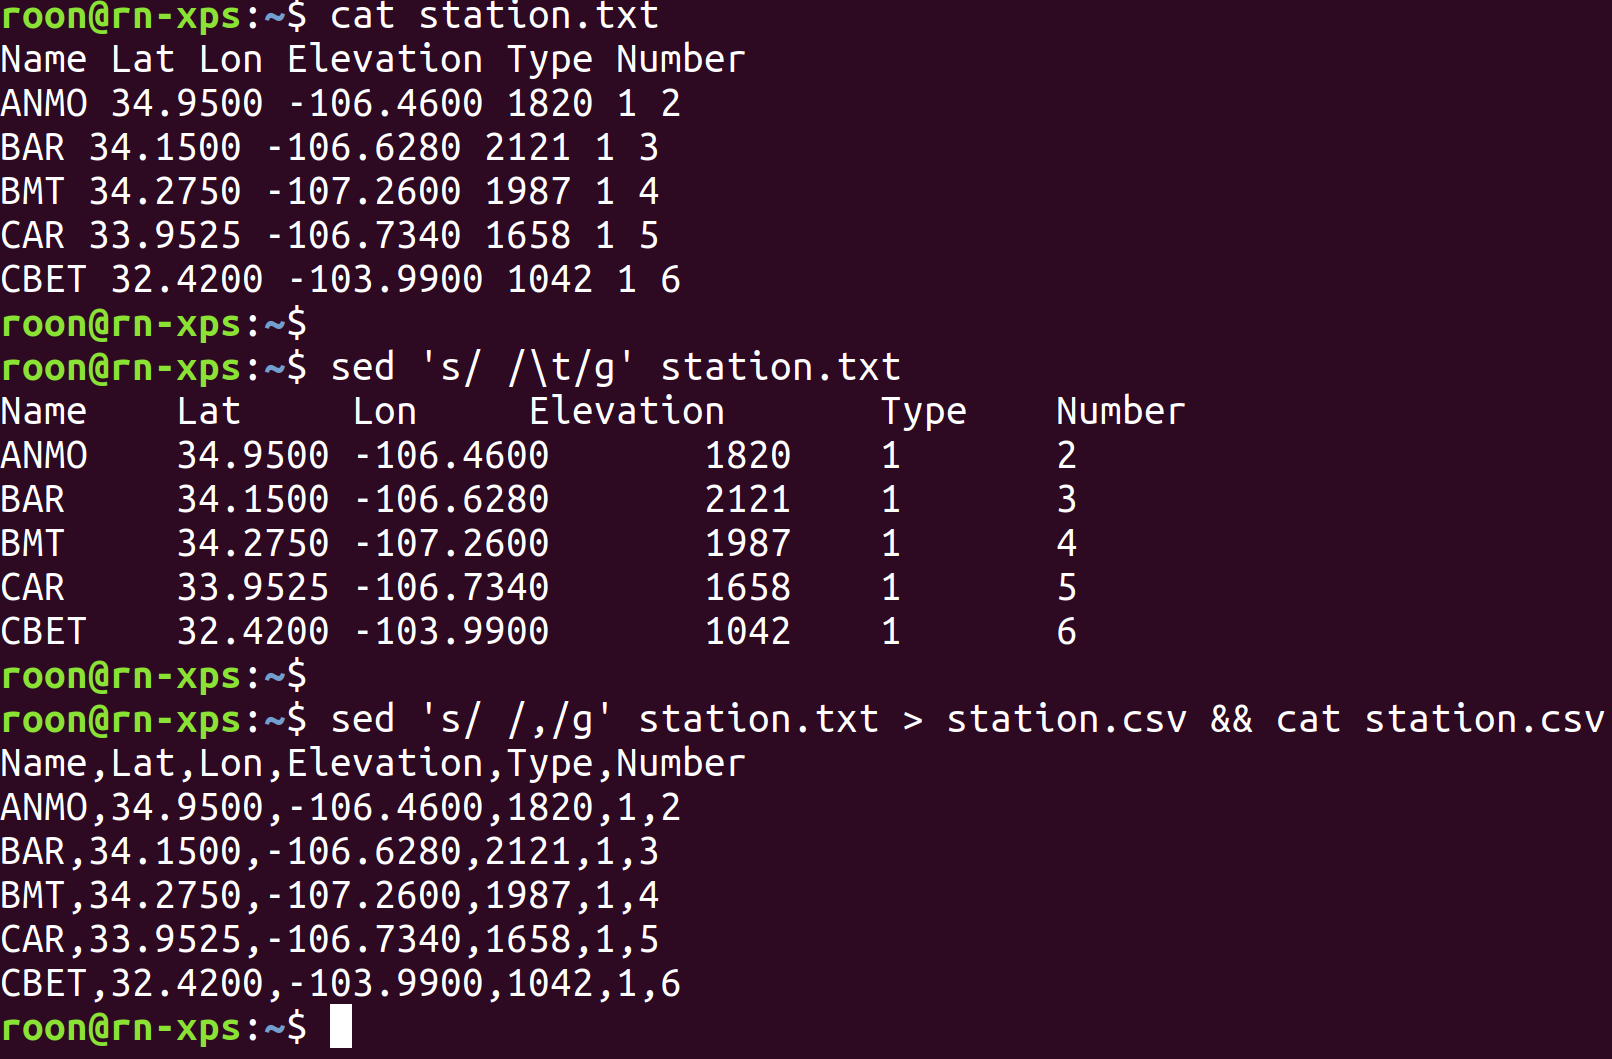 roon@rn-xps:~$ cat station.txt
Name Lat Lon Elevation Type Number
ANMO 34.9500 -106.4600 1820 1 2
BAR 34.1500 -106.6280 2121 1 3
BMT 34.2750 -107.2600 1987 1 4
CAR 33.9525 -106.7340 1658 1 5
CBET 32.4200 -103.9900 1042 1 6
roon@rn-xps:~$
roon@rn-xps:~$ sed 's/ /\t/g' station.txt
Name    Lat     Lon     Elevation       Type    Number
ANMO    34.9500 -106.4600       1820    1       2
BAR     34.1500 -106.6280       2121    1       3
BMT     34.2750 -107.2600       1987    1       4
CAR     33.9525 -106.7340       1658    1       5
CBET    32.4200 -103.9900       1042    1       6
roon@rn-xps:~$
roon@rn-xps:~$ sed 's/ /,/g' station.txt > station.csv && cat station.csv
Name,Lat,Lon,Elevation,Type,Number
ANMO,34.9500,-106.4600,1820,1,2
BAR,34.1500,-106.6280,2121,1,3
BMT,34.2750,-107.2600,1987,1,4
CAR,33.9525,-106.7340,1658,1,5
CBET,32.4200,-103.9900,1042,1,6
roon@rn-xps:~$